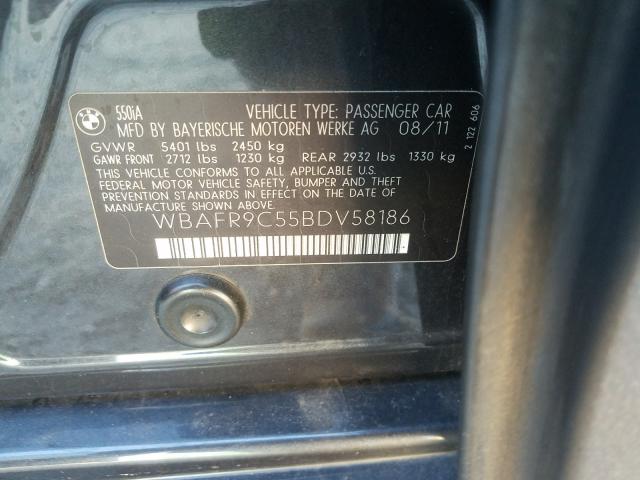 BMW
550iA VEHICLE TYPE: PASSENGER CAR
MFD BY BAYERISCHE MOTOREN WERKE AG 08/11
GVWR 5401 lbs 2450 kg
GAWR FRONT 2712 lbs 1230 kg REAR 2932 lbs 1330 kg
THIS VEHICLE CONFORMS TO ALL APPLICABLE U.S.
FEDERAL MOTOR VEHICLE SAFETY, BUMPER AND THEFT
PREVENTION STANDARDS IN EFFECT ON THE DATE OF
MANUFACTURE SHOWN ABOVE.
WBAFR9C55BDV58186
2 122 606